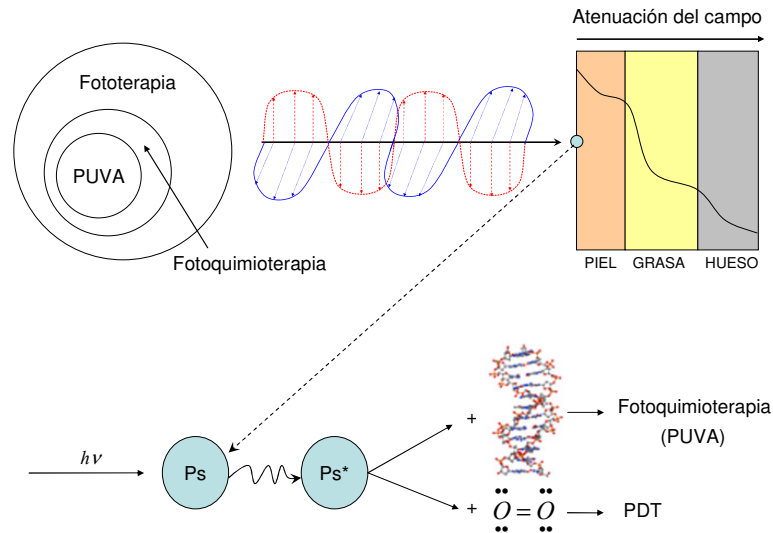 Atenuación del campo
Fototerapia
PUVA
Fotoquimioterapia
PIEL GRASA HUESO
hν
Ps
Ps*
+
Fotoquimioterapia
(PUVA)
+
O = O
PDT